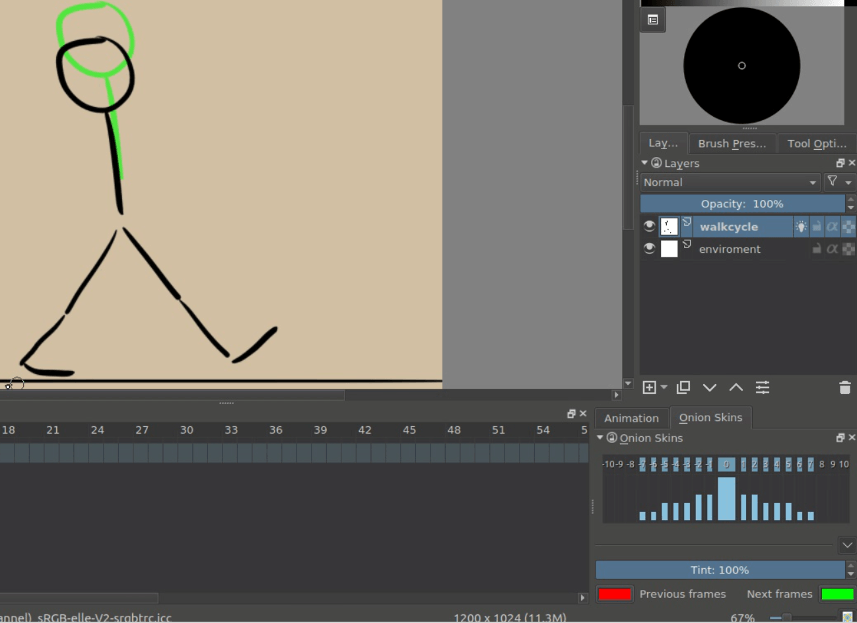 Lay... Brush Pres... Tool Opti...
Layers
Normal
Opacity: 100%
walkcycle
enviroment
18 21 24 27 30 33 36 39 42 45 48 51 54 5
Animation Onion Skins
Onion Skins
-10 -9 -8 -7 -6 -5 -4 -3 -2 -1 0 1 2 3 4 5 6 7 8 9 10
Tint: 100%
Previous frames Next frames
annel) sRGB-elle-V2-srgbtrc.icc 1200 x 1024 (11.3M) 67%